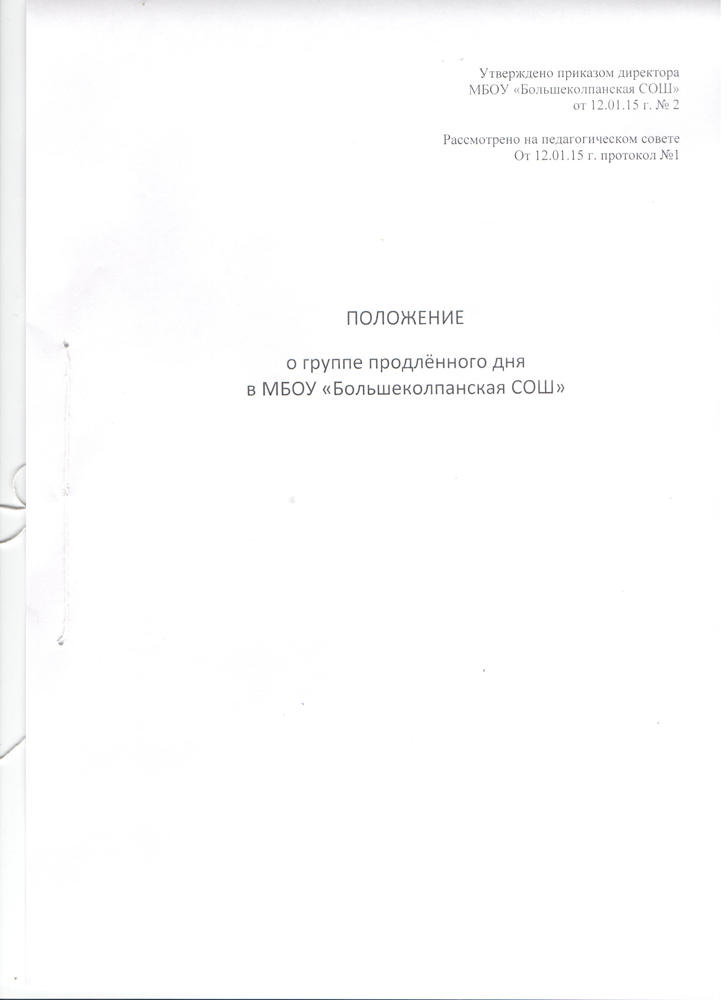 Утверждено приказом директора
МБОУ «Большеколпанская СОШ»
от 12.01.15 г. № 2
Рассмотрено на педагогическом совете
От 12.01.15 г. протокол №1
ПОЛОЖЕНИЕ
о группе продлённого дня
в МБОУ «Большеколпанская СОШ»